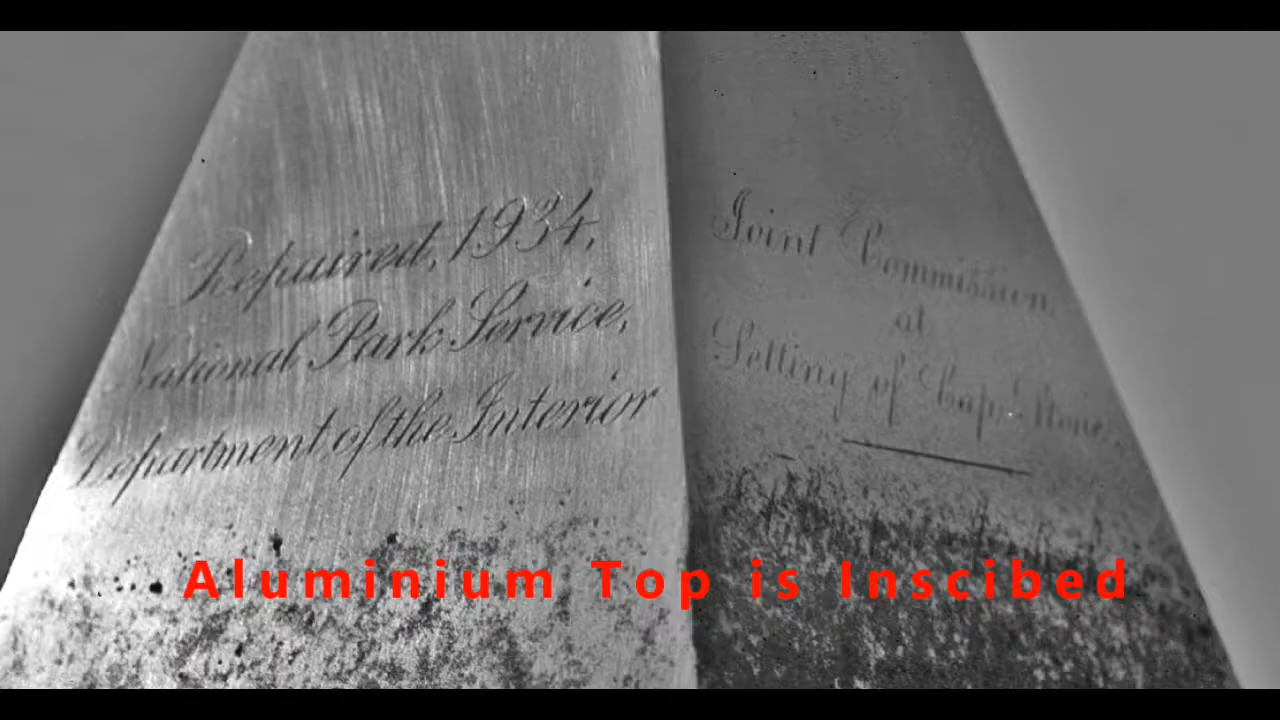 Repaired, 1934,
National Park Service,
Department of the Interior
Joint Commission,
at
Setting of Cap-Stone.
Aluminium Top is Inscibed